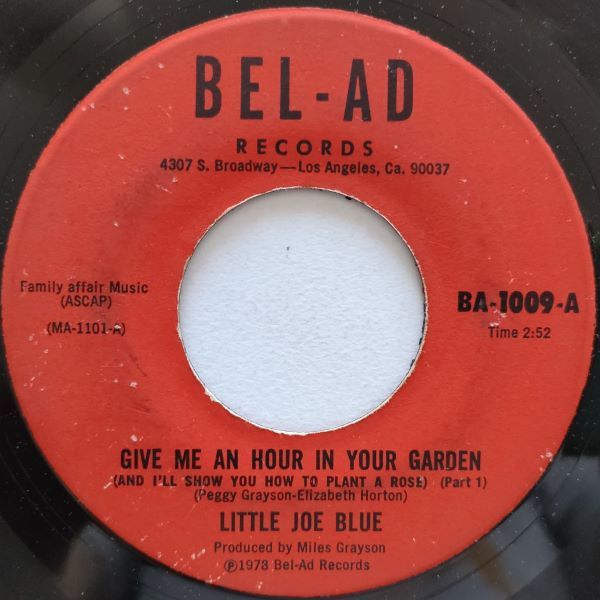 BEL-AD
RECORDS
4307 S. Broadway—Los Angeles, Ca. 90037
Family affair Music
(ASCAP)
(MA-1101-A)
BA-1009-A
Time 2:52
GIVE ME AN HOUR IN YOUR GARDEN
(AND I'LL SHOW YOU HOW TO PLANT A ROSE) (Part 1)
(Peggy Grayson-Elizabeth Horton)
LITTLE JOE BLUE
Produced by Miles Grayson
Ⓟ1973 Bel-Ad Records